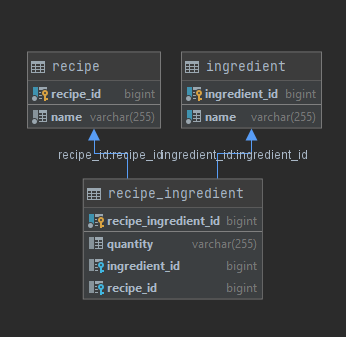 recipe
recipe_id bigint
name varchar(255)
ingredient
ingredient_id bigint
name varchar(255)
recipe_id:recipe_id
ingredient_id:ingredient_id
recipe_ingredient
recipe_ingredient_id bigint
quantity varchar(255)
ingredient_id bigint
recipe_id bigint